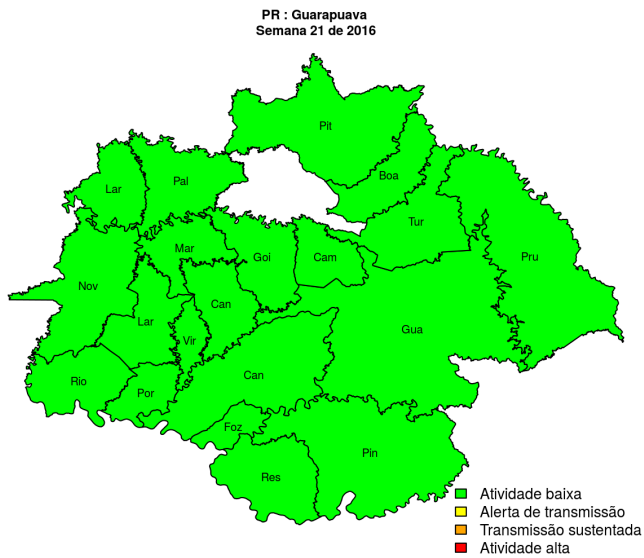 PR : Guarapuava
Semana 21 de 2016
Pit
Boa
Lar
Pal
Tur
Mar
Goi
Cam
Pru
Nov
Can
Lar
Vir
Gua
Rio
Por
Can
Foz
Pin
Res
Atividade baixa
Alerta de transmissão
Transmissão sustentada
Atividade alta